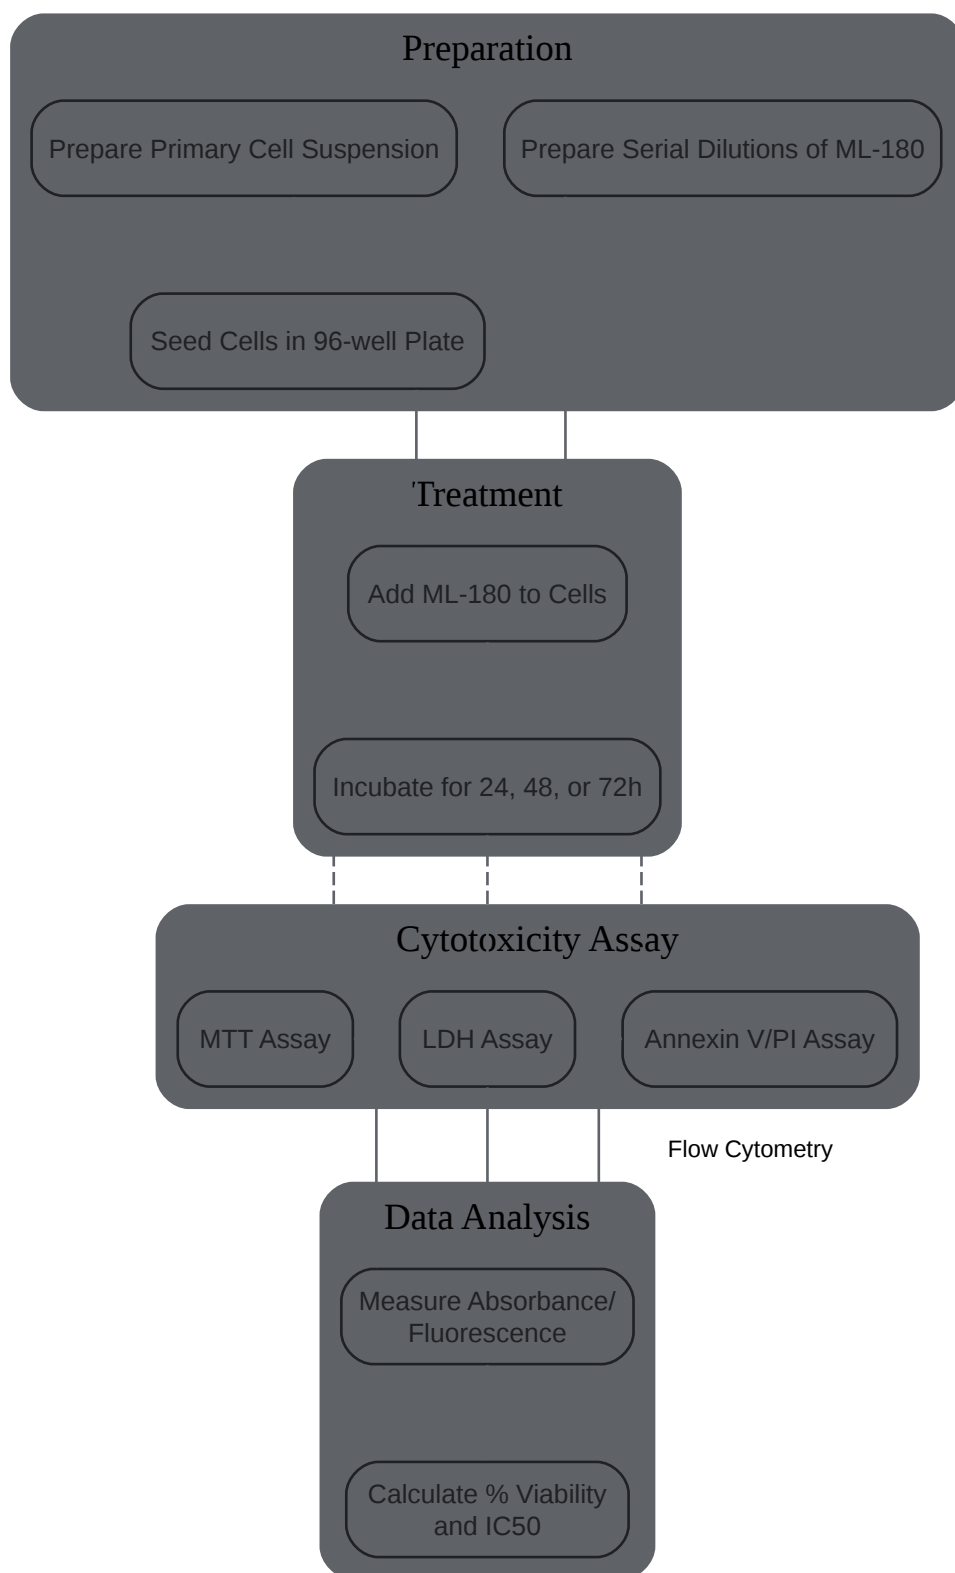 Preparation
Prepare Primary Cell Suspension
Prepare Serial Dilutions of ML-180
Seed Cells in 96-well Plate
Treatment
Add ML-180 to Cells
Incubate for 24, 48, or 72h
Cytotoxicity Assay
MTT Assay
LDH Assay
Annexin V/PI Assay
Flow Cytometry
Data Analysis
Measure Absorbance/
Fluorescence
Calculate % Viability
and IC50